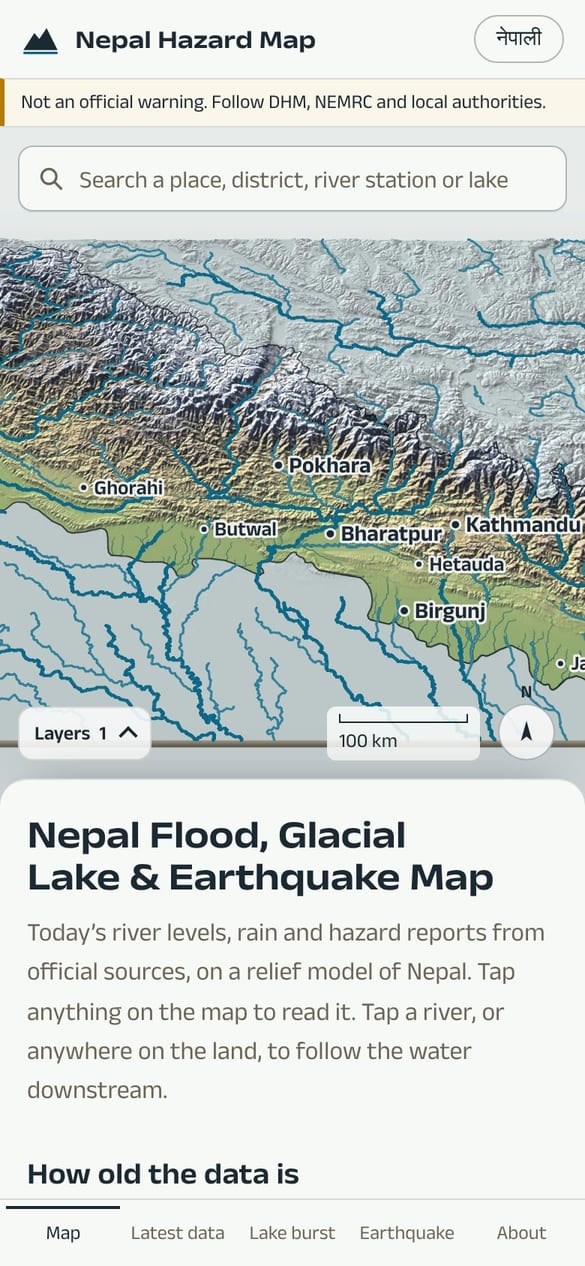 Nepal Hazard Map
नेपाली
Not an official warning. Follow DHM, NEMRC and local authorities.
Search a place, district, river station or lake
Pokhara
Ghorahi
Butwal
Bharatpur
Kathmandu
Hetauda
Birgunj
Ja
N
Layers 1
100 km
Nepal Flood, Glacial
Lake & Earthquake Map
Today’s river levels, rain and hazard reports from
official sources, on a relief model of Nepal. Tap
anything on the map to read it. Tap a river, or
anywhere on the land, to follow the water
downstream.
How old the data is
Map
Latest data
Lake burst
Earthquake
About